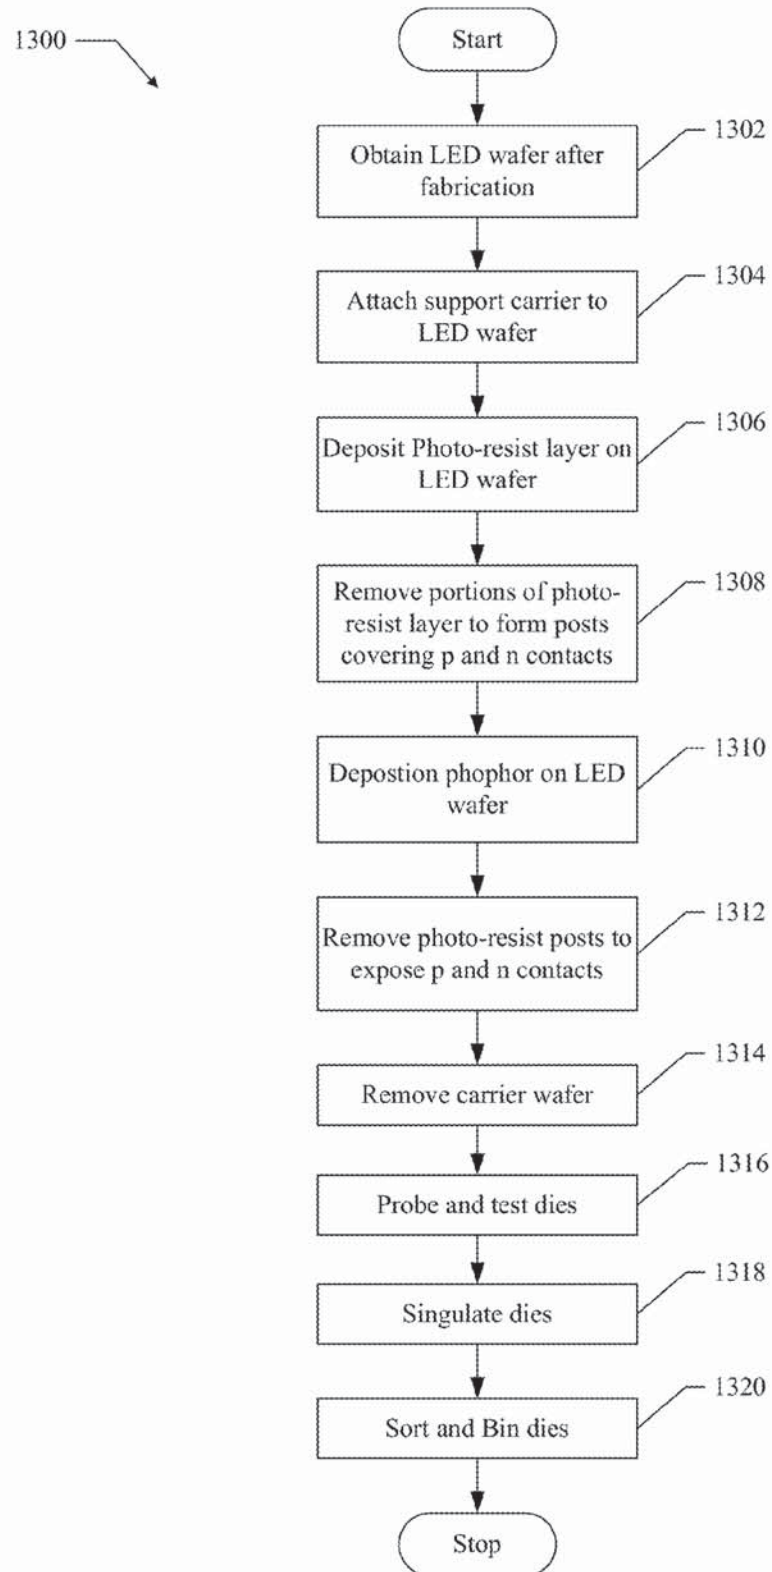 1300
Start
1302
Obtain LED wafer after
fabrication
1304
Attach support carrier to
LED wafer
1306
Deposit Photo-resist layer on
LED wafer
1308
Remove portions of photo-
resist layer to form posts
covering p and n contacts
1310
Depostion phophor on LED
wafer
1312
Remove photo-resist posts to
expose p and n contacts
1314
Remove carrier wafer
1316
Probe and test dies
1318
Singulate dies
1320
Sort and Bin dies
Stop